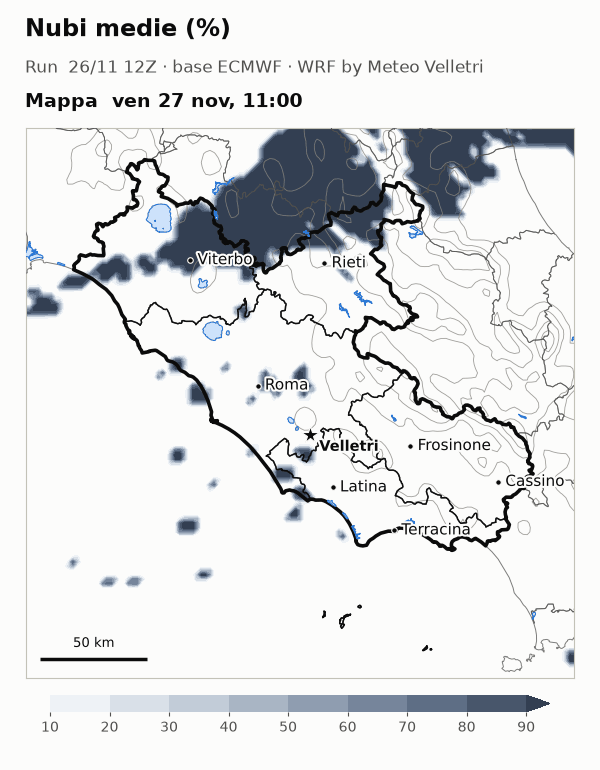 Nubi medie (%)
Run  26/11 12Z · base ECMWF · WRF by Meteo Velletri
Mappa  ven 27 nov, 11:00
Viterbo
Rieti
Roma
Velletri
Frosinone
Cassino
Latina
Terracina
50 km
10 20 30 40 50 60 70 80 90